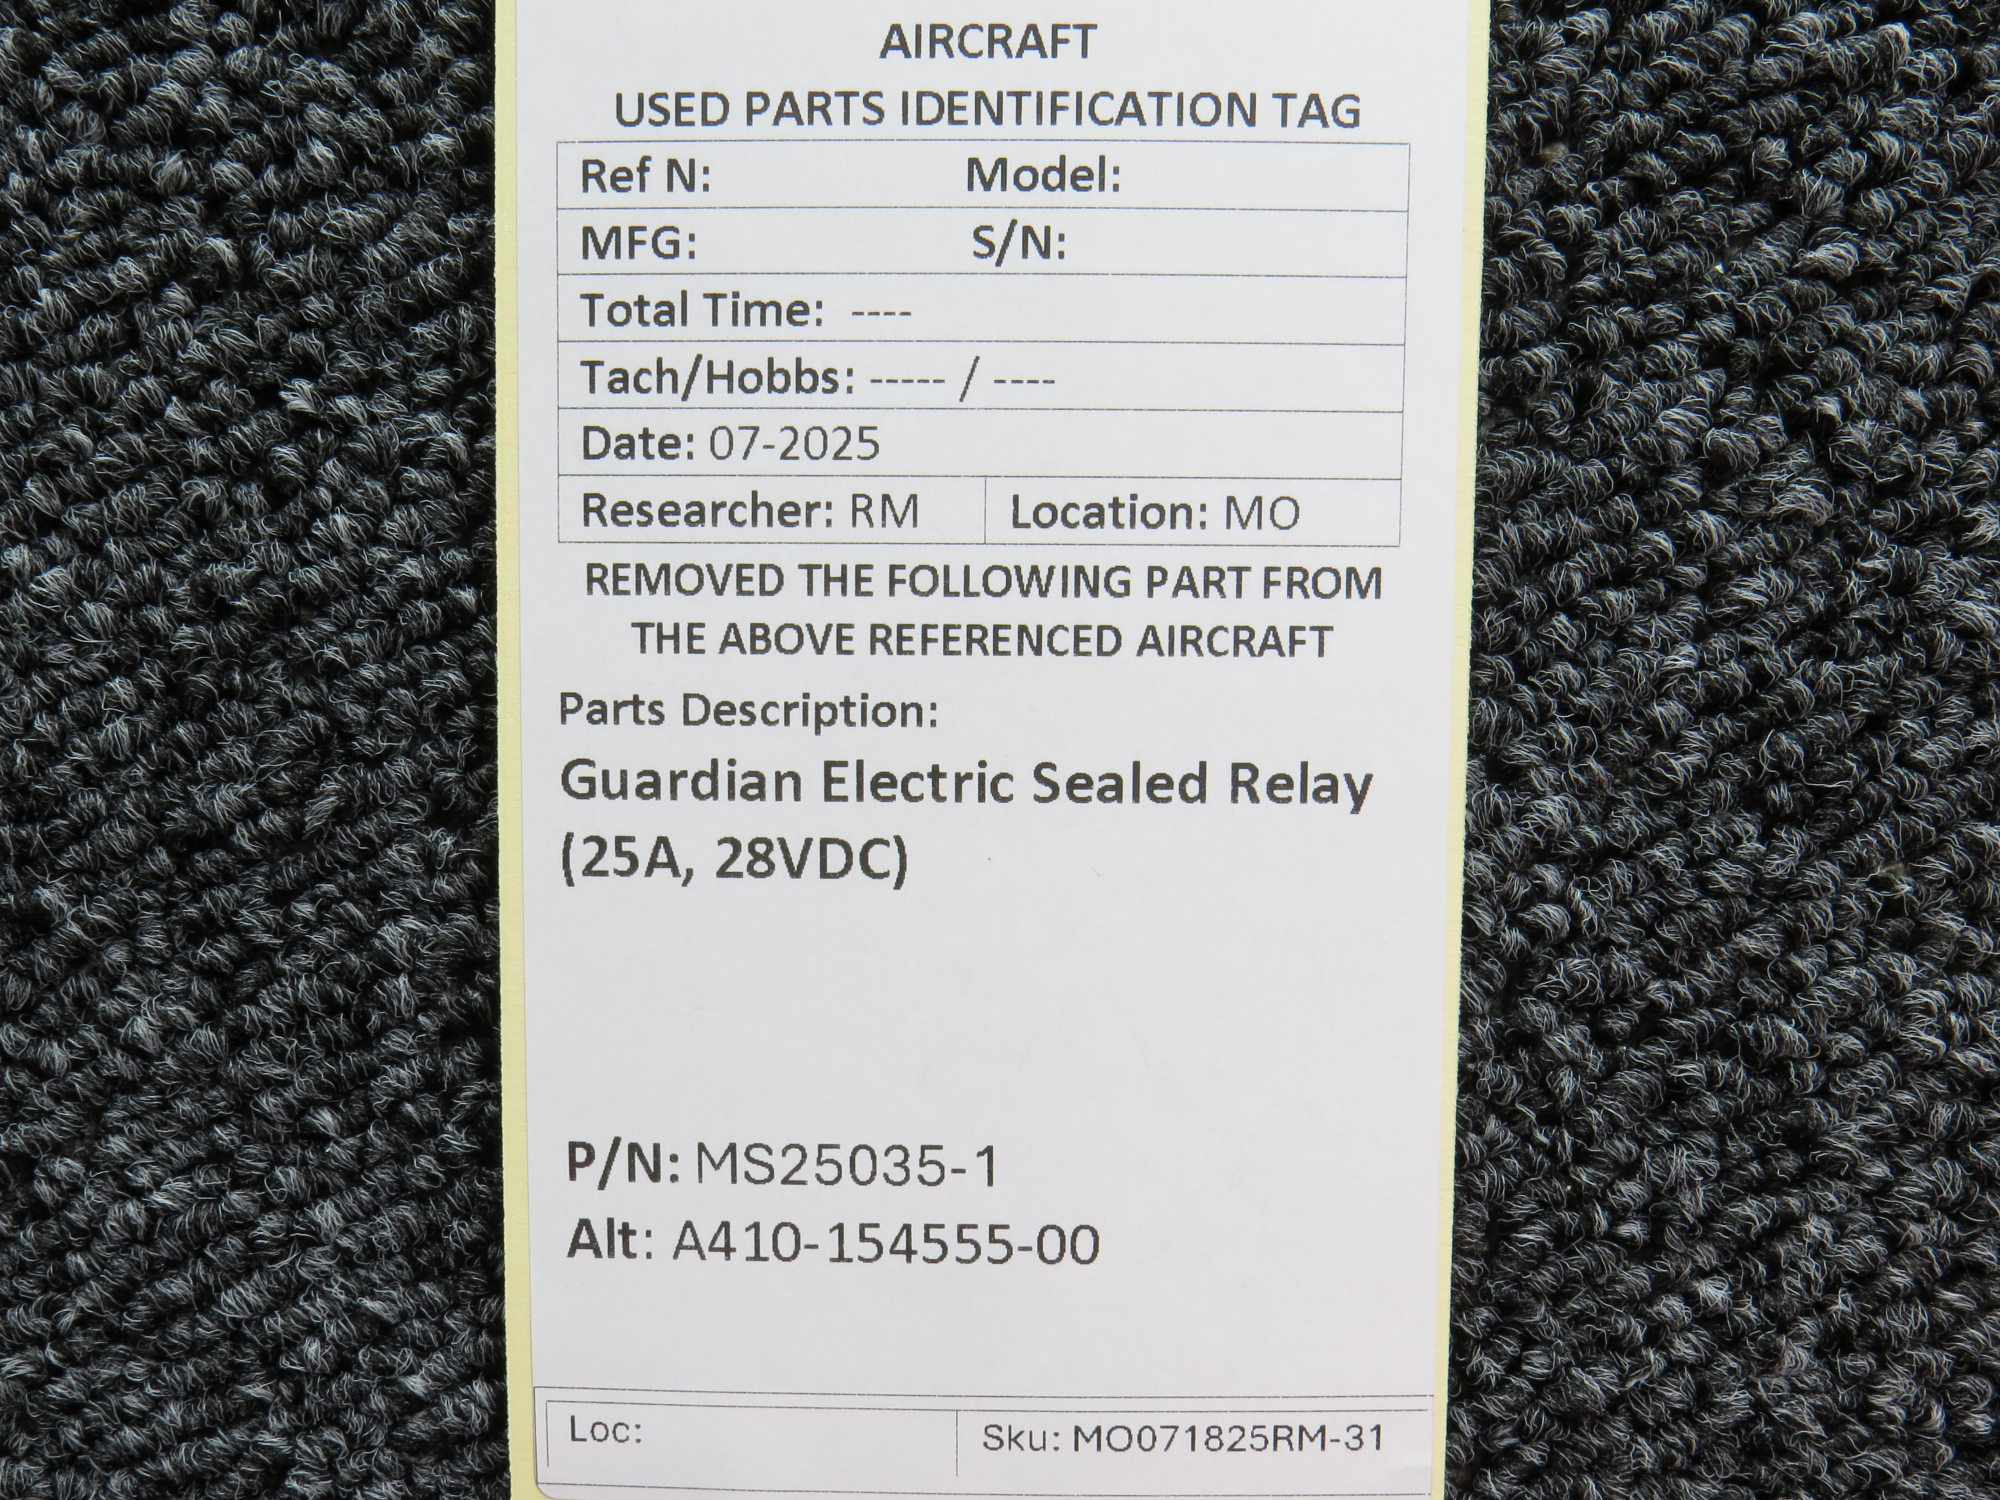 AIRCRAFT
USED PARTS IDENTIFICATION TAG
Ref N: Model:
MFG: S/N:
Total Time: ----
Tach/Hobbs: ----- / ----
Date: 07-2025
Researcher: RM Location: MO
REMOVED THE FOLLOWING PART FROM
THE ABOVE REFERENCED AIRCRAFT
Parts Description:
Guardian Electric Sealed Relay
(25A, 28VDC)
P/N: MS25035-1
Alt: A410-154555-00
Loc: Sku: MO071825RM-31